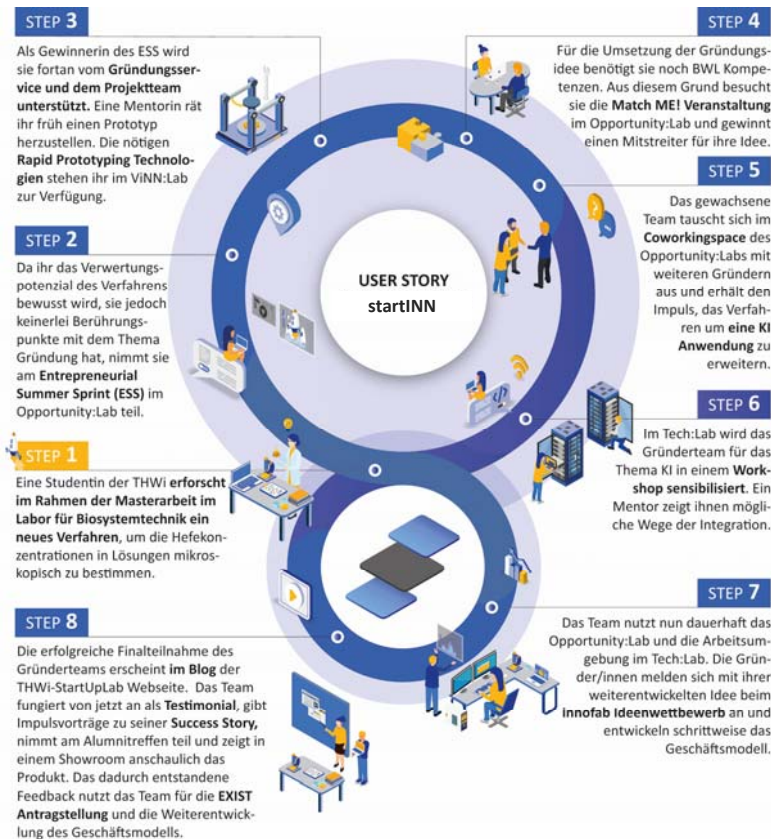 STEP 3
Als Gewinnerin des ESS wird
sie fortan vom Gründungsser-
vice und dem Projektteam
unterstützt. Eine Mentorin rät
ihr früh einen Prototyp
herzustellen. Die nötigen
Rapid Prototyping Technolo-
gien stehen ihr im ViNN:Lab
zur Verfügung.
STEP 4
Für die Umsetzung der Gründungs-
idee benötigt sie noch BWL Kompe-
tenzen. Aus diesem Grund besucht
sie die Match ME! Veranstaltung
im Opportunity:Lab und gewinnt
einen Mitstreiter für ihre Idee.
STEP 5
Das gewachsene
Team tauscht sich im
Coworkingspace des
Opportunity:Labs mit
weiteren Gründern
aus und erhält den
Impuls, das Verfah-
ren um eine KI
Anwendung zu
erweitern.
STEP 2
Da ihr das Verwertungs-
potenzial des Verfahrens
bewusst wird, sie jedoch
keinerlei Berührungs-
punkte mit dem Thema
Gründung hat, nimmt sie
am Entrepreneurial
Summer Sprint (ESS) im
Opportunity:Lab teil.
USER STORY
startINN
STEP 6
Im Tech:Lab wird das
Gründerteam für das
Thema KI in einem Work-
shop sensibilisiert. Ein
Mentor zeigt ihnen mögli-
che Wege der Integration.
STEP 1
Eine Studentin der THWi erforscht
im Rahmen der Masterarbeit im
Labor für Biosystemtechnik ein
neues Verfahren, um die Hefekon-
zentrationen in Lösungen mikros-
kopisch zu bestimmen.
STEP 7
Das Team nutzt nun dauerhaft das
Opportunity:Lab und die Arbeitsum-
gebung im Tech:Lab. Die Grün-
der/innen melden sich mit ihrer
weiterentwickelten Idee beim
innofab Ideenwettbewerb an und
entwickeln schrittweise das
Geschäftsmodell.
STEP 8
Die erfolgreiche Finalteilnahme des
Gründerteams erscheint im Blog der
THWi-StartUpLab Webseite. Das Team
fungiert von jetzt an als Testimonial, gibt
Impulsvorträge zu seiner Success Story,
nimmt am Alumnitreffen teil und zeigt in
einem Showroom anschaulich das
Produkt. Das dadurch entstandene
Feedback nutzt das Team für die EXIST
Antragstellung und die Weiterentwick-
lung des Geschäftsmodells.